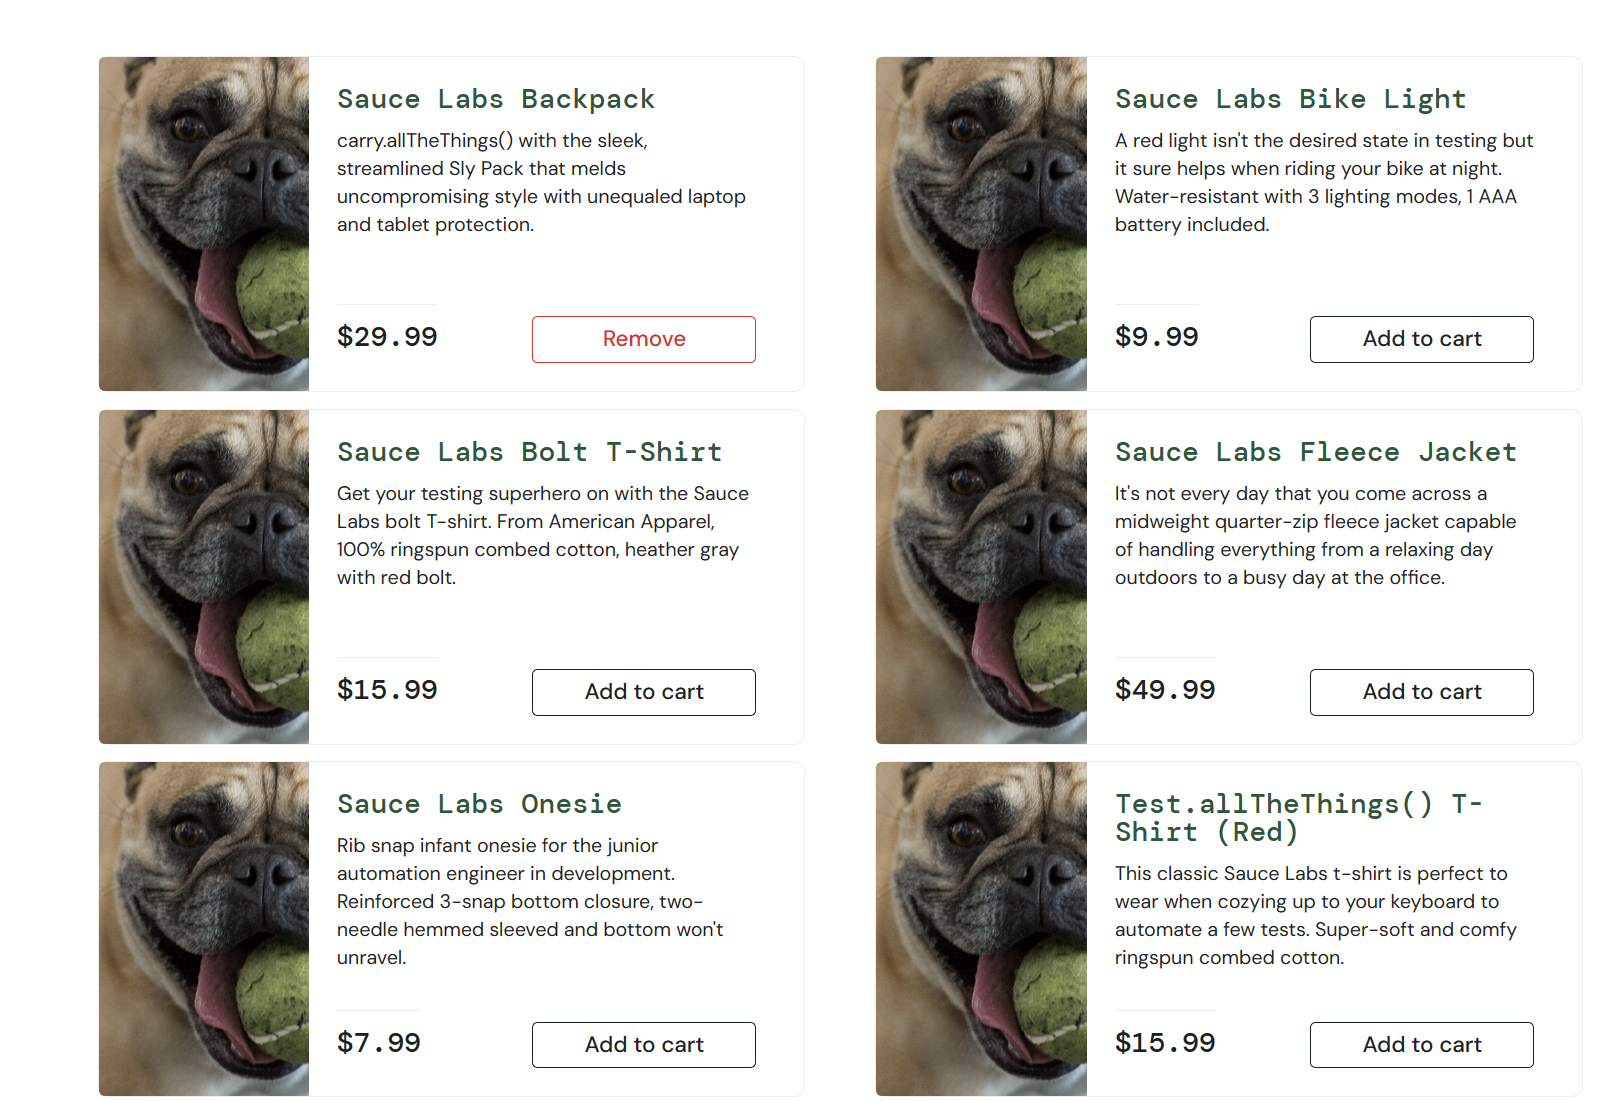 Sauce Labs Backpack
carry.allTheThings() with the sleek,
streamlined Sly Pack that melds
uncompromising style with unequaled laptop
and tablet protection.
$29.99
Remove
Sauce Labs Bike Light
A red light isn't the desired state in testing but
it sure helps when riding your bike at night.
Water-resistant with 3 lighting modes, 1 AAA
battery included.
$9.99
Add to cart
Sauce Labs Bolt T-Shirt
Get your testing superhero on with the Sauce
Labs bolt T-shirt. From American Apparel,
100% ringspun combed cotton, heather gray
with red bolt.
$15.99
Add to cart
Sauce Labs Fleece Jacket
It's not every day that you come across a
midweight quarter-zip fleece jacket capable
of handling everything from a relaxing day
outdoors to a busy day at the office.
$49.99
Add to cart
Sauce Labs Onesie
Rib snap infant onesie for the junior
automation engineer in development.
Reinforced 3-snap bottom closure, two-
needle hemmed sleeved and bottom won't
unravel.
$7.99
Add to cart
Test.allTheThings() T-
Shirt (Red)
This classic Sauce Labs t-shirt is perfect to
wear when cozying up to your keyboard to
automate a few tests. Super-soft and comfy
ringspun combed cotton.
$15.99
Add to cart